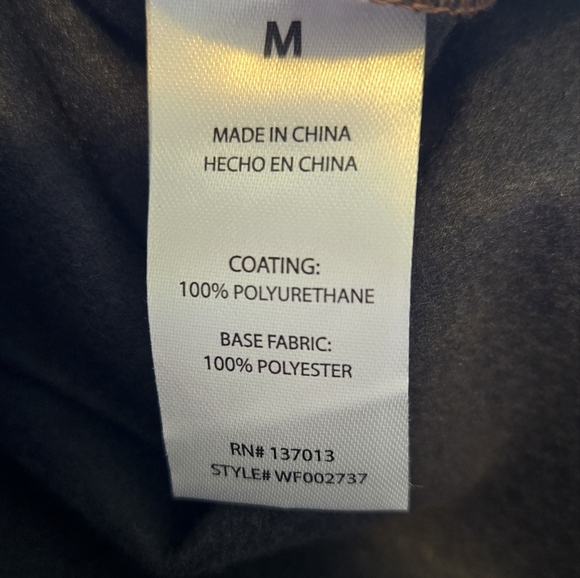 M
MADE IN CHINA
HECHO EN CHINA
COATING:
100% POLYURETHANE
BASE FABRIC:
100% POLYESTER
RN# 137013
STYLE# WF002737